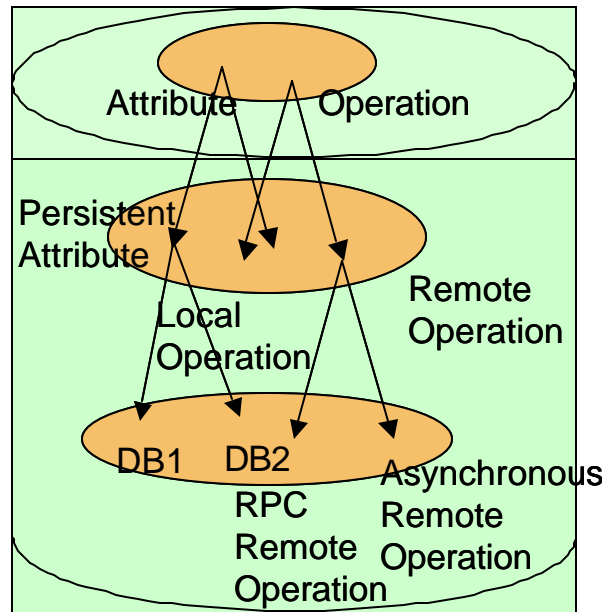 Attribute
Operation
Persistent
Attribute
Remote
Operation
Local
Operation
DB1
DB2
RPC
Remote
Operation
Asynchronous
Remote
Operation